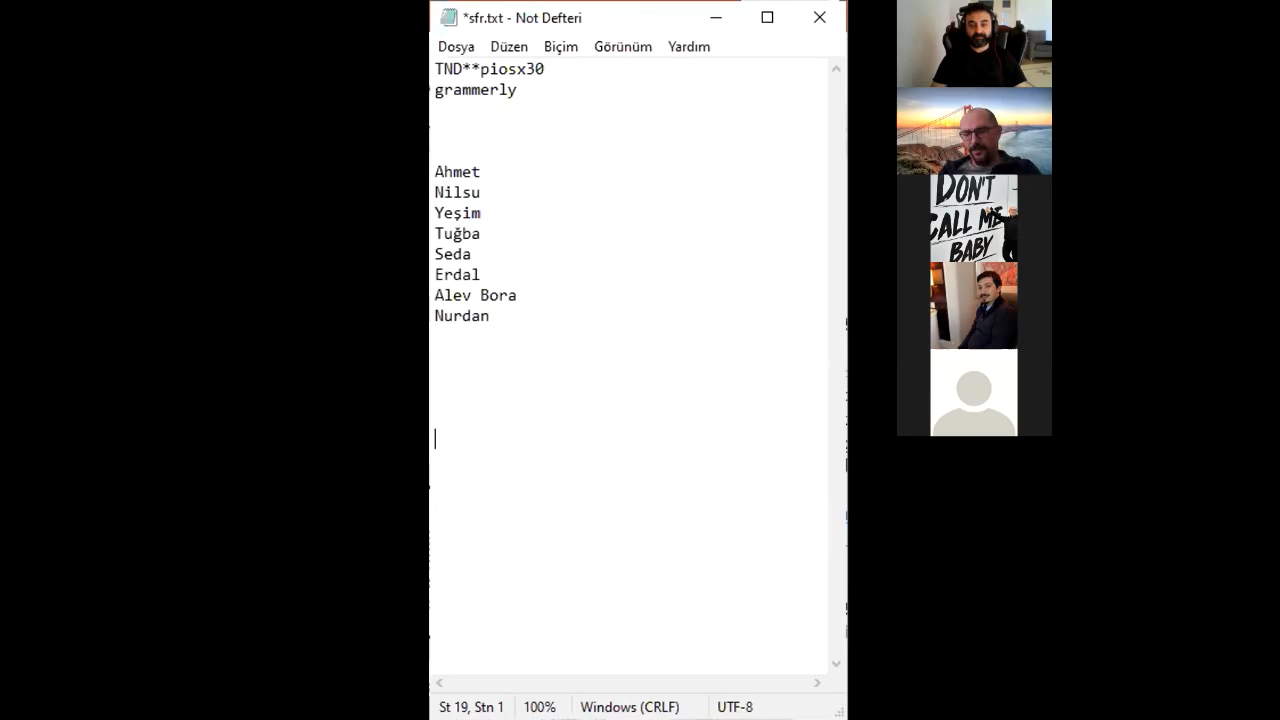 *sfr.txt - Not Defteri
Dosya Düzen Biçim Görünüm Yardım
TND**piosx30
grammerly
Ahmet
Nilsu
Yeşim
Tuğba
Seda
Erdal
Alev Bora
Nurdan
St 19, Stn 1 100% Windows (CRLF) UTF-8
DON'T
CALL ME
BABY